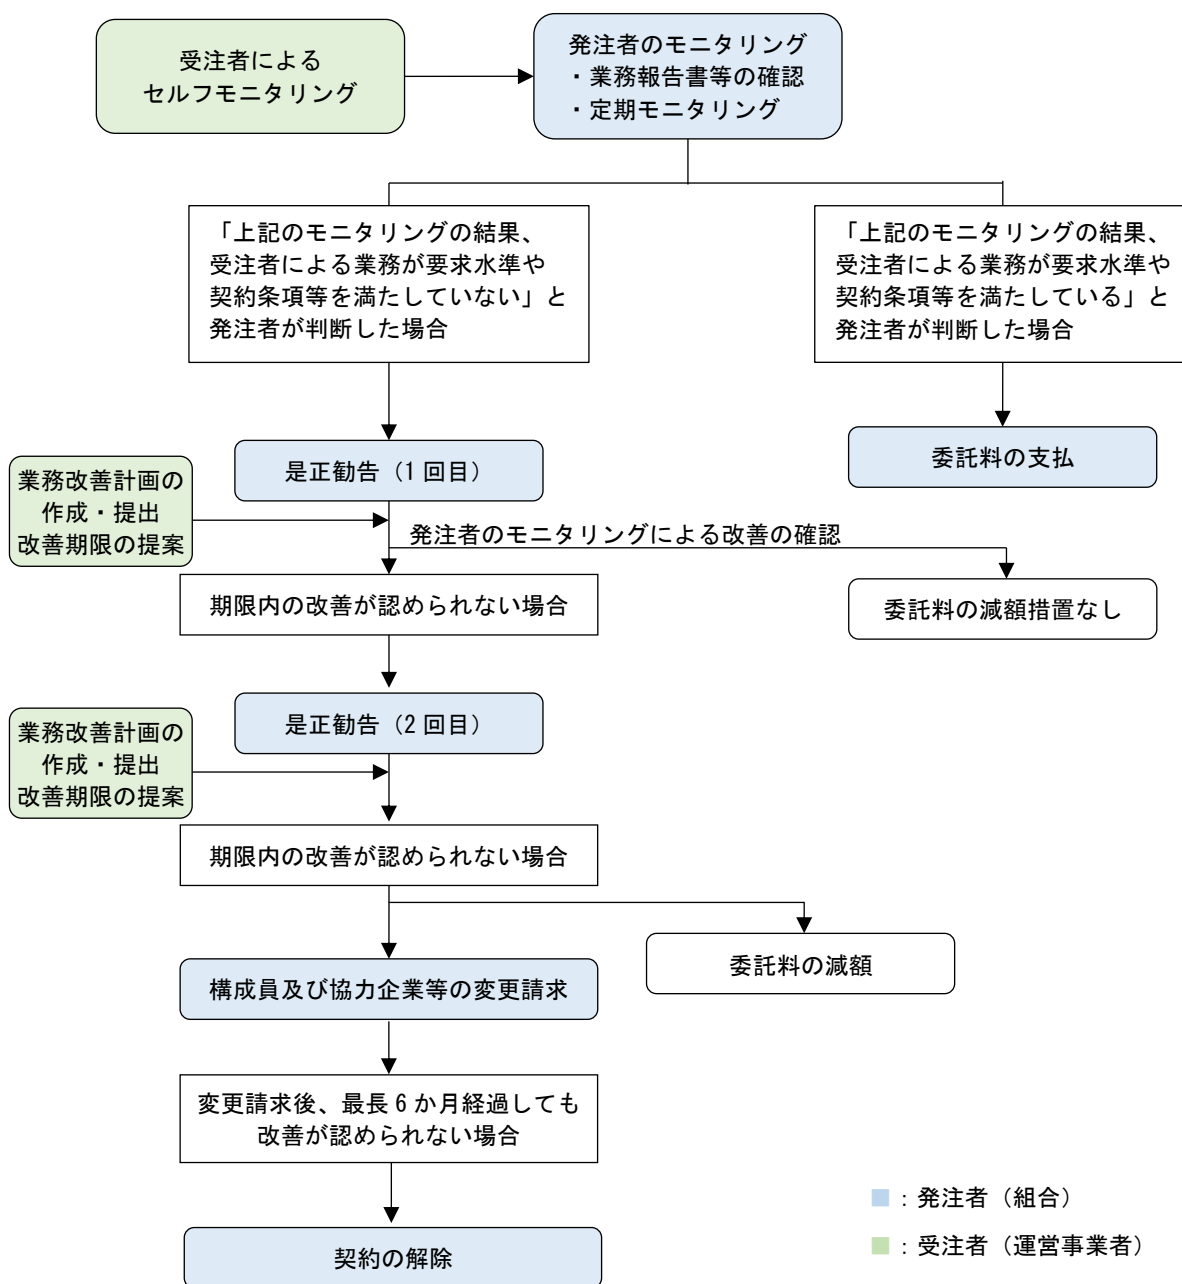 受注者による
セルフモニタリング
発注者のモニタリング
・業務報告書等の確認
・定期モニタリング
「上記のモニタリングの結果、
受注者による業務が要求水準や
契約条項等を満たしていない」と
発注者が判断した場合
「上記のモニタリングの結果、
受注者による業務が要求水準や
契約条項等を満たしている」と
発注者が判断した場合
是正勧告（1 回目）
委託料の支払
業務改善計画の
作成・提出
改善期限の提案
発注者のモニタリングによる改善の確認
期限内の改善が認められない場合
委託料の減額措置なし
是正勧告（2 回目）
業務改善計画の
作成・提出
改善期限の提案
期限内の改善が認められない場合
委託料の減額
構成員及び協力企業等の変更請求
変更請求後、最長 6 か月経過しても
改善が認められない場合
契約の解除
：発注者（組合）
：受注者（運営事業者）